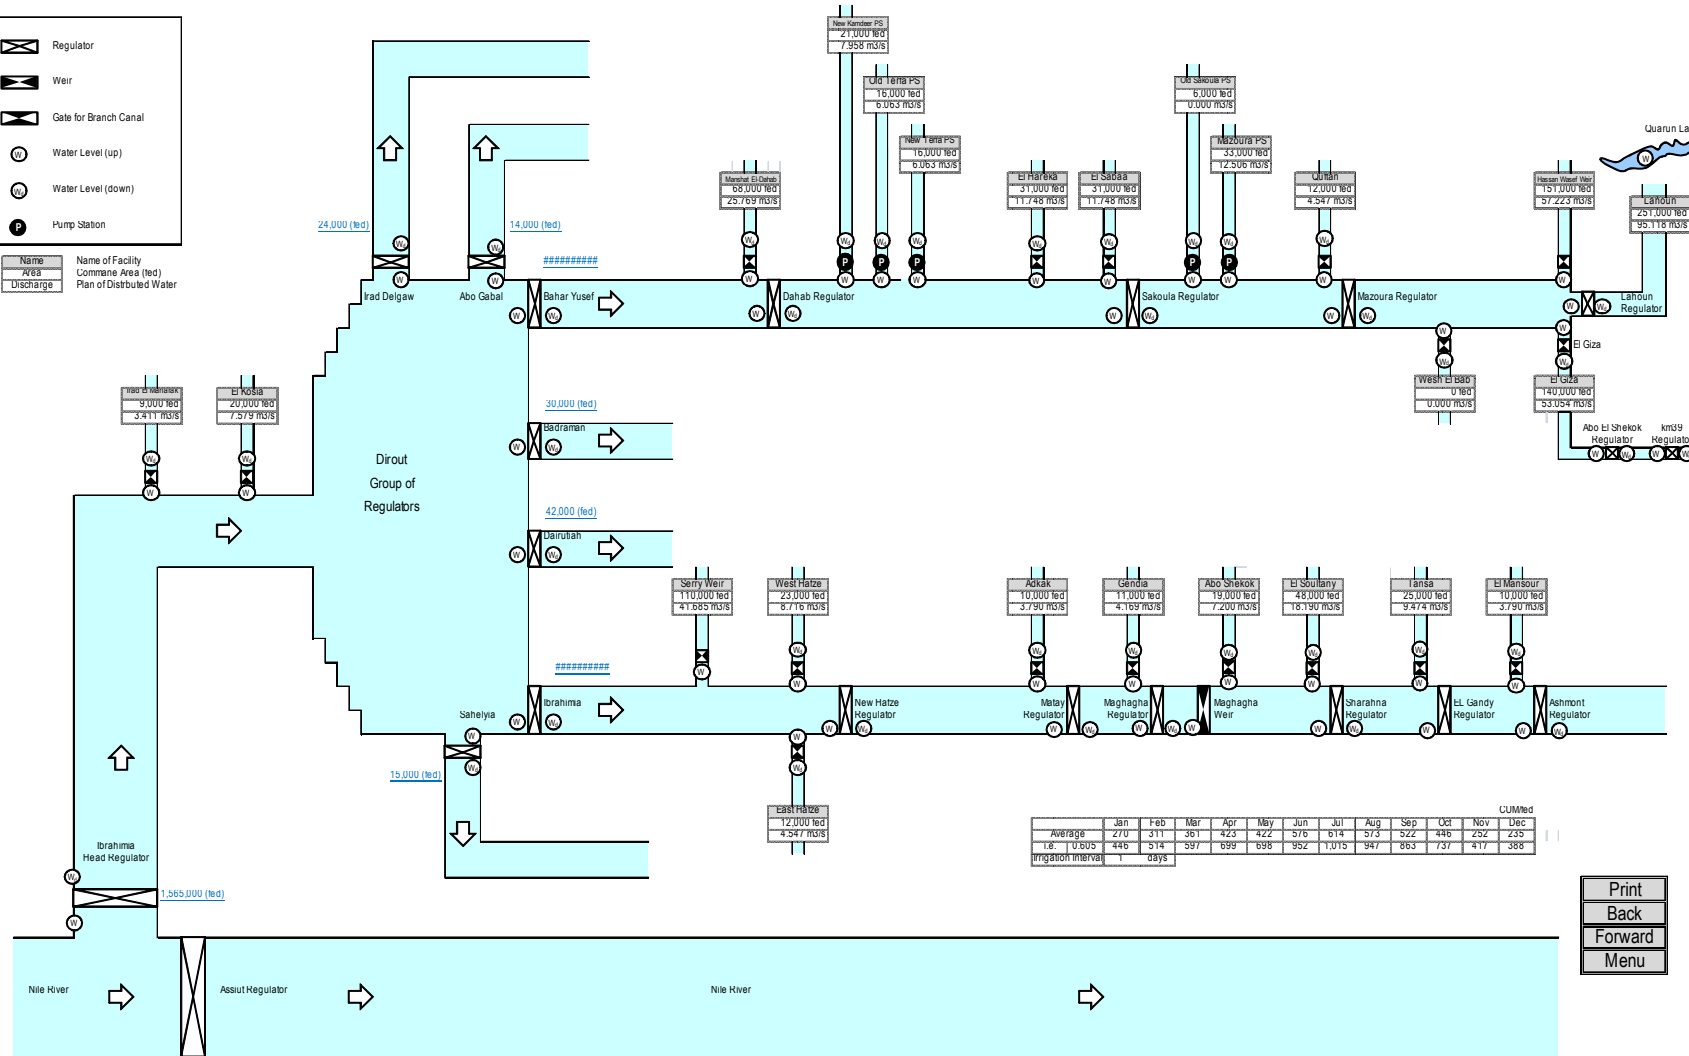 Regulator
Weir
Gate for Branch Canal
W Water Level (up)
Wd Water Level (down)
P Pump Station
Name Name of Facility
Area Commane Area (fed)
Discharge Plan of Distrbuted Water
New Kamdeer PS
21,000 fed
7.958 m3/s
Old Terfa PS
16,000 fed
6.063 m3/s
New Terfa PS
16,000 fed
6.063 m3/s
Old Sakoula PS
6,000 fed
0.000 m3/s
Mazoura PS
33,000 fed
12.506 m3/s
Qurun La
Manshat El-Dahab
68,000 fed
25.769 m3/s
El Hareka
31,000 fed
11.748 m3/s
El Sabaa
31,000 fed
11.748 m3/s
Qultan
12,000 fed
4.547 m3/s
Hassan Wasef Weir
151,000 fed
57.223 m3/s
Lahoun
251,000 fed
95.118 m3/s
24,000 (fed)
14,000 (fed)
##########
Irad Delgaw
Abo Gabal
Bahar Yusef
Dahab Regulator
Sakoula Regulator
Mazoura Regulator
Lahoun
Regulator
El Giza
Wesh El Bab
0 fed
0.000 m3/s
El Giza
140,000 fed
53.054 m3/s
Abo El Shekok
Regulator
km39
Regulato
9,000 fed
3.411 m3/s
El Kosia
20,000 fed
7.579 m3/s
30,000 (fed)
Badraman
Dirout
Group of
Regulators
42,000 (fed)
Dairutiah
Serry Weir
110,000 fed
41.685 m3/s
West Hafze
23,000 fed
8.716 m3/s
Adkak
10,000 fed
3.790 m3/s
Gendia
11,000 fed
4.169 m3/s
Abo Shekok
19,000 fed
7.200 m3/s
El Soultany
48,000 fed
18.190 m3/s
Tansa
25,000 fed
9.474 m3/s
El Mansour
10,000 fed
3.790 m3/s
##########
Sahelyia
Ibrahimia
New Hafze
Regulator
Matay
Regulator
Maghagha
Regulator
Maghagha
Weir
Sharahna
Regulator
EL Gandy
Regulator
Ashmont
Regulator
15,000 (fed)
East Hafze
12,000 fed
4.547 m3/s
CUM/fed
Jan Feb Mar Apr May Jun Jul Aug Sep Oct Nov Dec
Average 270 311 361 423 422 576 614 573 522 446 252 235
I.e. 0.605 446 514 597 699 698 952 1,015 947 863 737 417 388
Irrigation Interval 1 days
Ibrahimia
Head Regulator
1,565,000 (fed)
Print
Back
Forward
Menu
Nile River
Assiut Regulator
Nile River